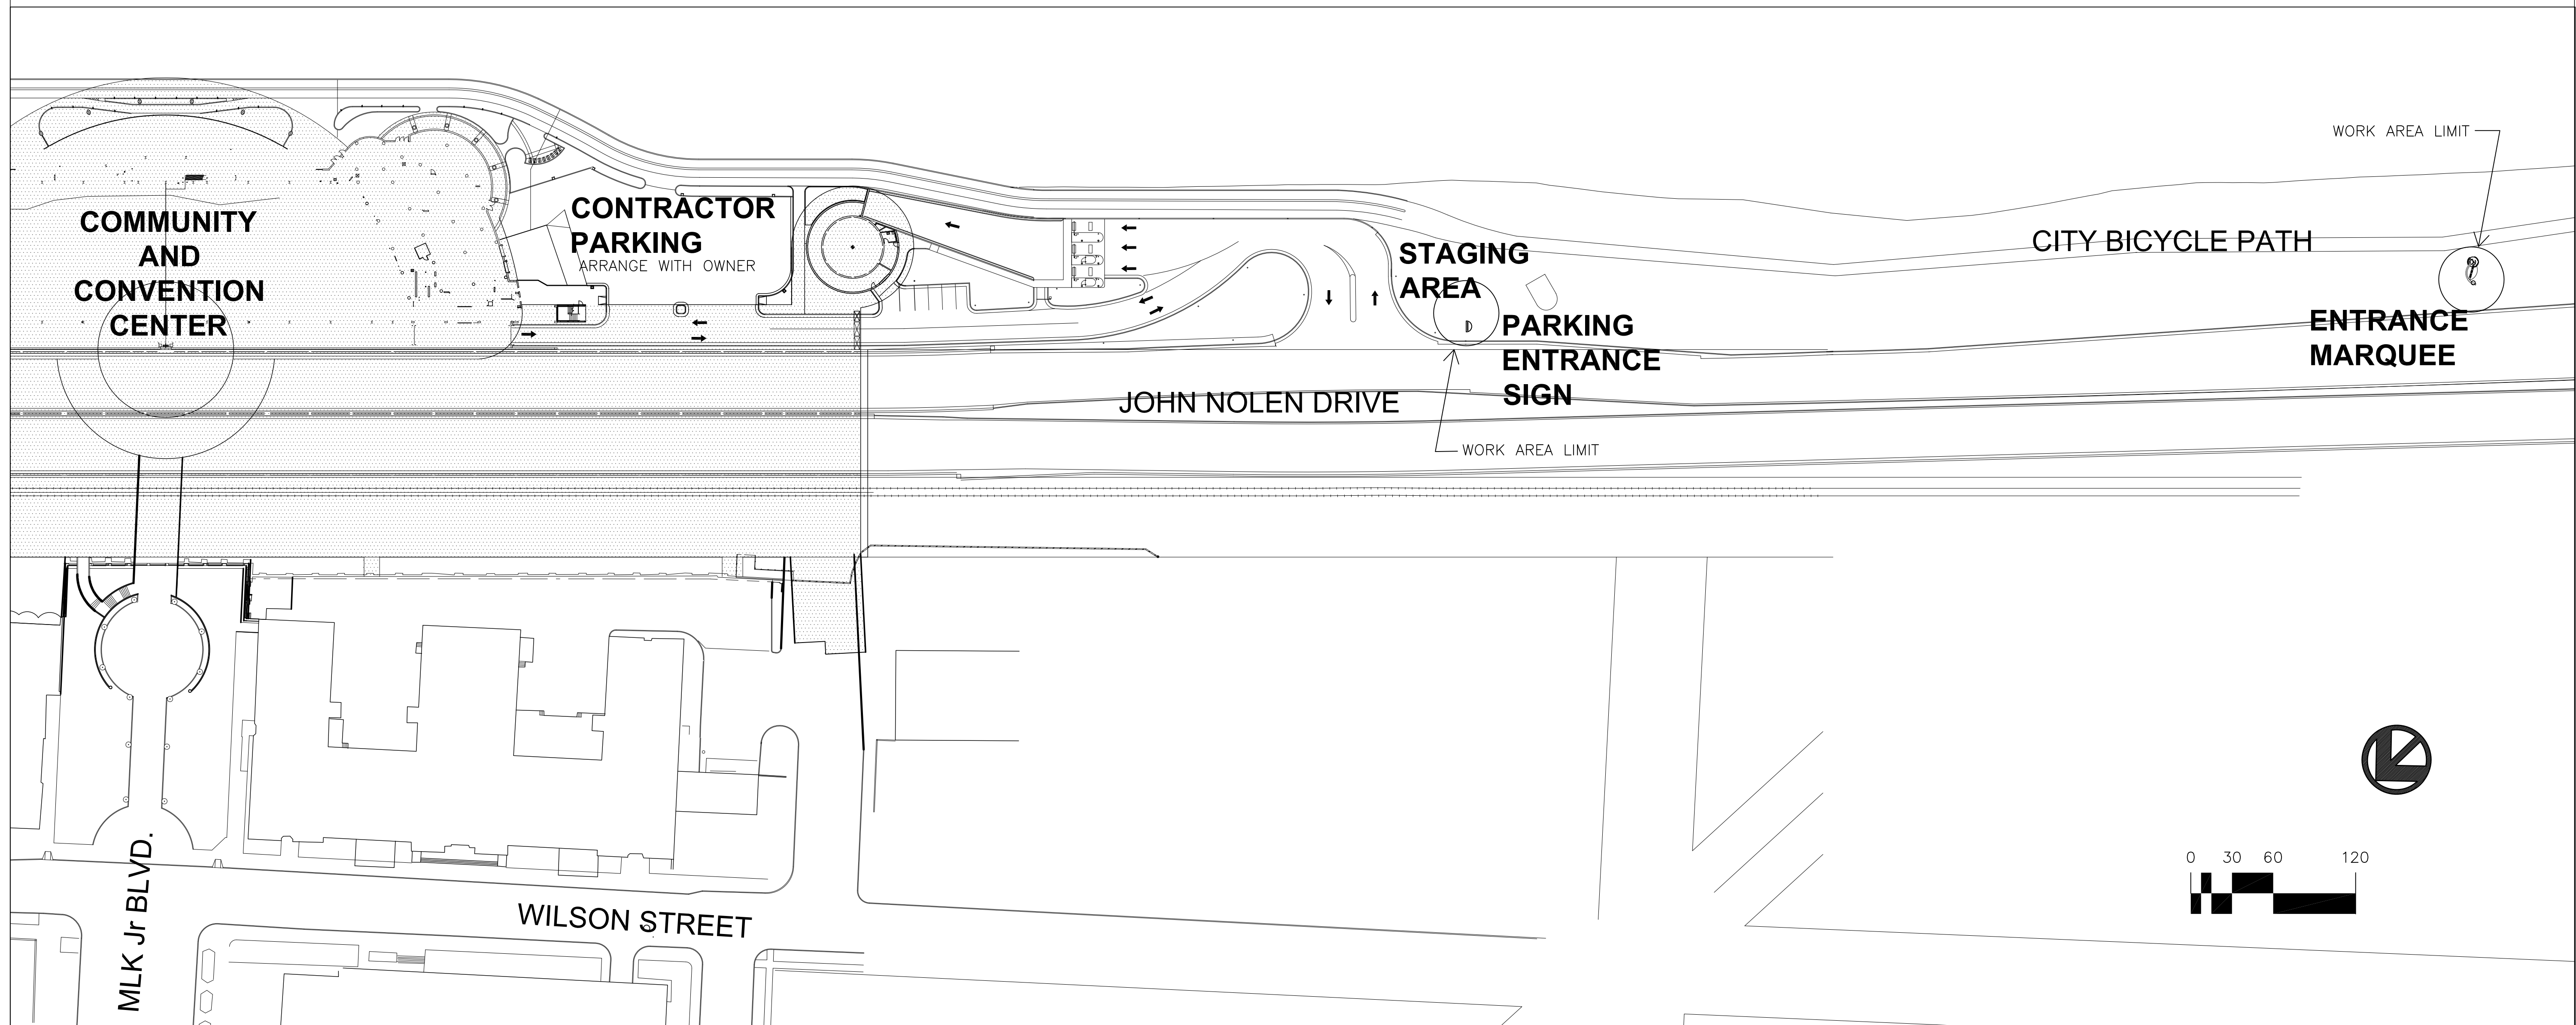 WORK AREA LIMIT
COMMUNITY
AND
CONVENTION
CENTER
CONTRACTOR
PARKING
ARRANGE WITH OWNER
STAGING
AREA
CITY BICYCLE PATH
PARKING
ENTRANCE
SIGN
ENTRANCE
MARQUEE
JOHN NOLEN DRIVE
WORK AREA LIMIT
0 30 60 120
MLK Jr BLVD.
WILSON STREET